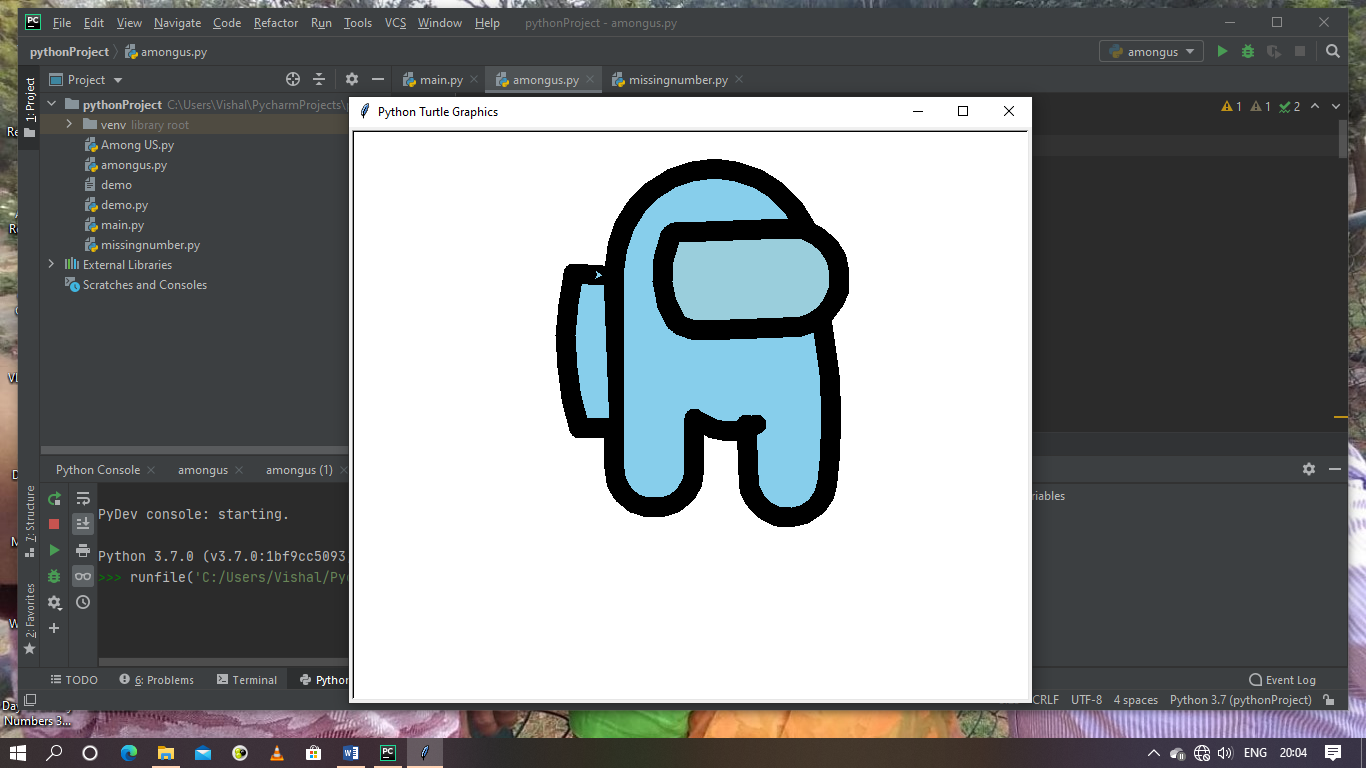 PC File Edit View Navigate Code Refactor Run Tools VCS Window Help pythonProject - amongus.py
pythonProject amongus.py amongus
1: Project
Project main.py amongus.py missingnumber.py
pythonProject C:\Users\Vishal\PycharmProjects\
Python Turtle Graphics
1 1 2
venv library root
Among US.py
amongus.py
demo
demo.py
main.py
missingnumber.py
External Libraries
Scratches and Consoles
Python Console amongus amongus (1)
riables
7: Structure
2: Favorites
PyDev console: starting.
Python 3.7.0 (v3.7.0:1bf9cc5093
>>> runfile('C:/Users/Vishal/Py
TODO 6: Problems Terminal Python Event Log
CRLF UTF-8 4 spaces Python 3.7 (pythonProject)
Numbers 3...
PC ENG 20:04